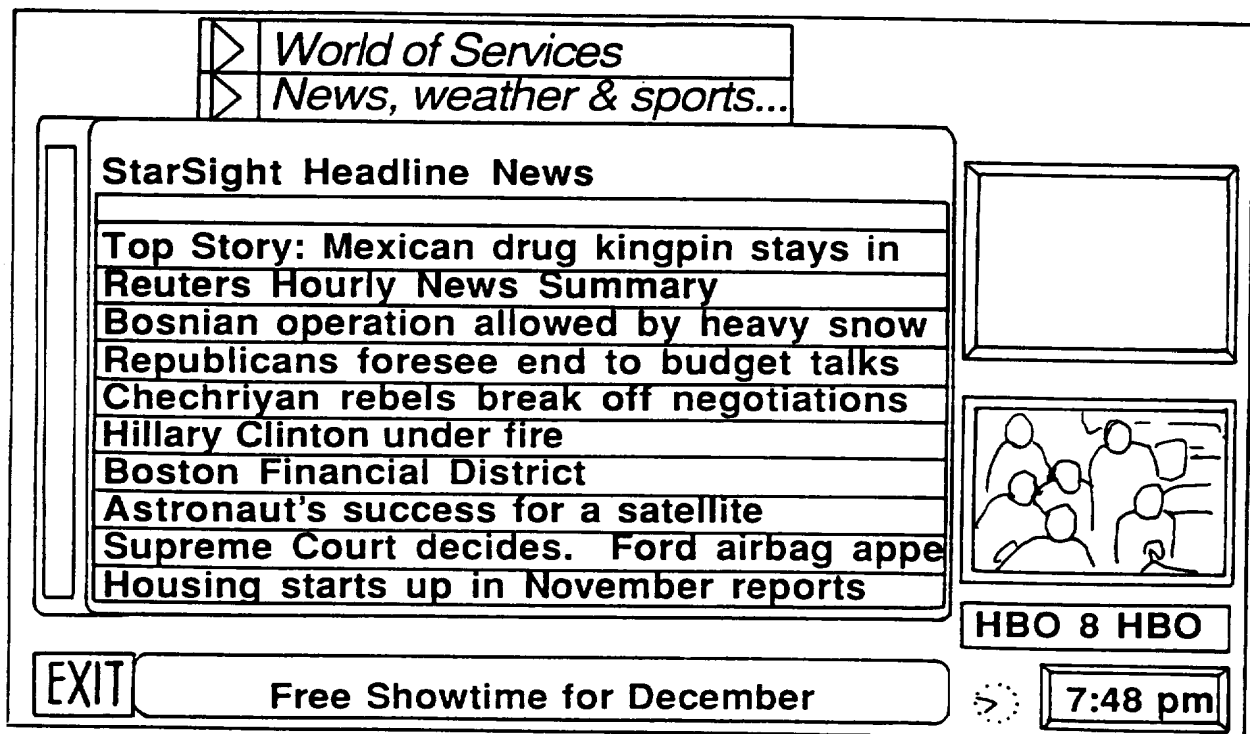 World of Services
News, weather & sports...
StarSight Headline News
Top Story: Mexican drug kingpin stays in
Reuters Hourly News Summary
Bosnian operation allowed by heavy snow
Republicans foresee end to budget talks
Chechriyan rebels break off negotiations
Hillary Clinton under fire
Boston Financial District
Astronaut's success for a satellite
Supreme Court decides. Ford airbag appe
Housing starts up in November reports
HBO 8 HBO
EXIT
Free Showtime for December
7:48 pm